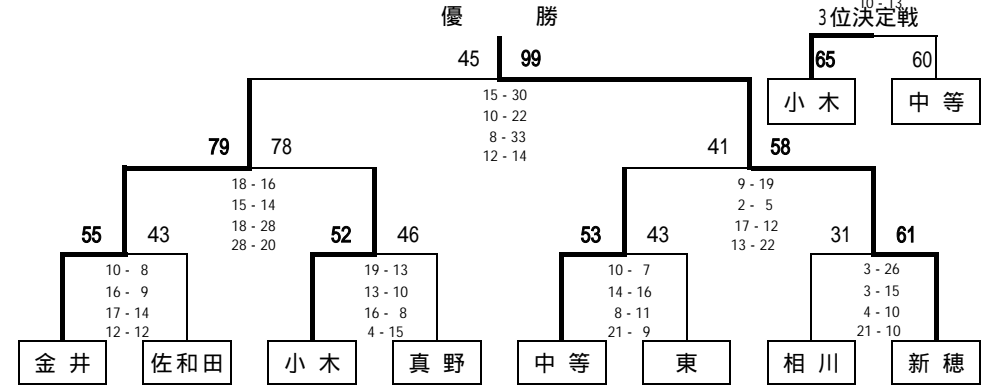 優 勝
10 - 13
3位決定戦
45 99
65 60
小 木 中 等
15 - 30
10 - 22
8 - 33
12 - 14
79 78
41 58
18 - 16
15 - 14
18 - 28
28 - 20
9 - 19
2 - 5
17 - 12
13 - 22
55 43
52 46
53 43
31 61
10 - 8
16 - 9
17 - 14
12 - 12
19 - 13
13 - 10
16 - 8
4 - 15
10 - 7
14 - 16
8 - 11
21 - 9
3 - 26
3 - 15
4 - 10
21 - 10
金 井 佐和田 小 木 真 野 中 等 東 相 川 新 穂